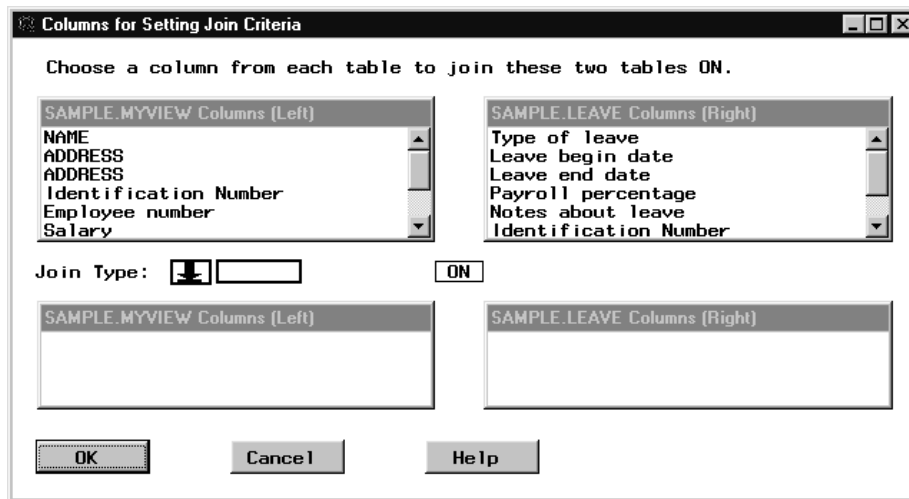 Columns for Setting Join Criteria
Choose a column from each table to join these two tables ON.
SAMPLE.MYVIEW Columns (Left)
NAME
ADDRESS
ADDRESS
Identification Number
Employee number
Salary
SAMPLE.LEAVE Columns (Right)
Type of leave
Leave begin date
Leave end date
Payroll percentage
Notes about leave
Identification Number
Join Type:
ON
SAMPLE.MYVIEW Columns (Left)
SAMPLE.LEAVE Columns (Right)
OK
Cancel
Help